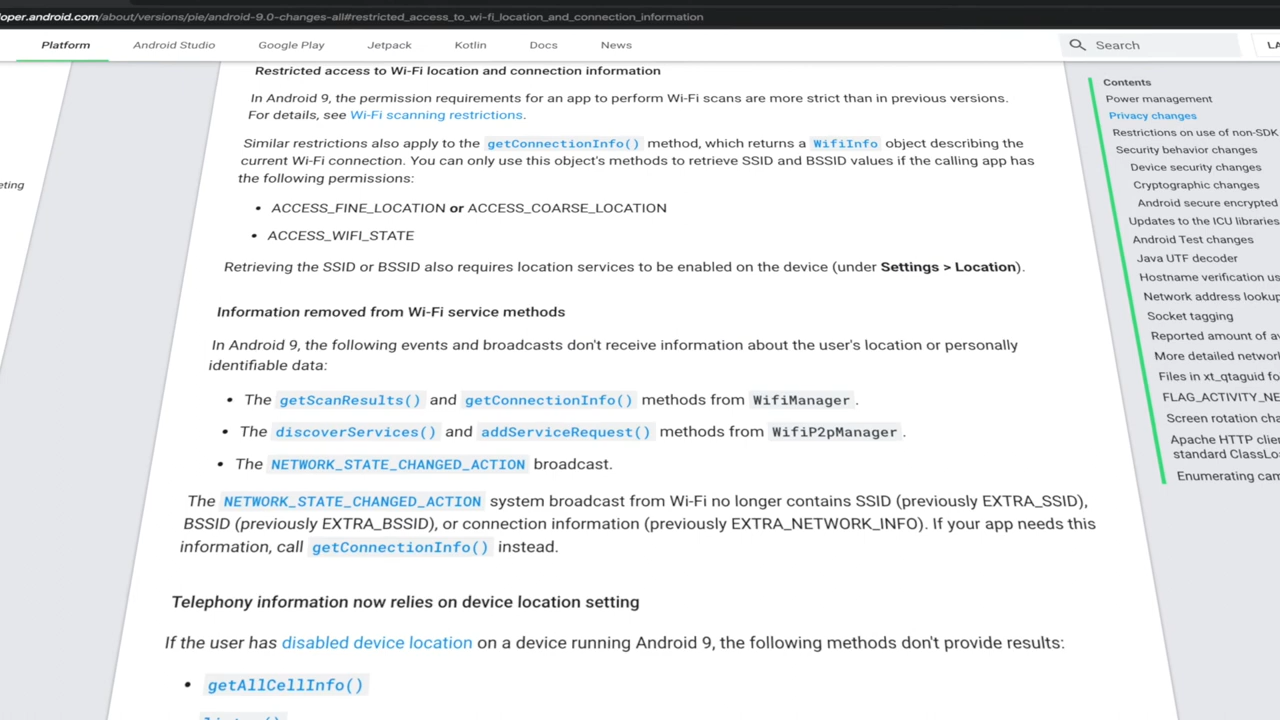 loper.android.com/about/versions/pie/android-9.0-changes-all#restricted_access_to_wi-fi_location_and_connection_information
Platform Android Studio Google Play Jetpack Kotlin Docs News Search LA
Restricted access to Wi-Fi location and connection information
In Android 9, the permission requirements for an app to perform Wi-Fi scans are more strict than in previous versions.
For details, see Wi-Fi scanning restrictions.
Similar restrictions also apply to the getConnectionInfo() method, which returns a WifiInfo object describing the
current Wi-Fi connection. You can only use this object's methods to retrieve SSID and BSSID values if the calling app has
the following permissions:
• ACCESS_FINE_LOCATION or ACCESS_COARSE_LOCATION
• ACCESS_WIFI_STATE
Retrieving the SSID or BSSID also requires location services to be enabled on the device (under Settings > Location).
Information removed from Wi-Fi service methods
In Android 9, the following events and broadcasts don't receive information about the user's location or personally
identifiable data:
• The getScanResults() and getConnectionInfo() methods from WifiManager.
• The discoverServices() and addServiceRequest() methods from WifiP2pManager.
• The NETWORK_STATE_CHANGED_ACTION broadcast.
The NETWORK_STATE_CHANGED_ACTION system broadcast from Wi-Fi no longer contains SSID (previously EXTRA_SSID),
BSSID (previously EXTRA_BSSID), or connection information (previously EXTRA_NETWORK_INFO). If your app needs this
information, call getConnectionInfo() instead.
Telephony information now relies on device location setting
If the user has disabled device location on a device running Android 9, the following methods don't provide results:
• getAllCellInfo()
eting
Contents
Power management
Privacy changes
Restrictions on use of non-SDK
Security behavior changes
Device security changes
Cryptographic changes
Android secure encrypted
Updates to the ICU libraries
Android Test changes
Java UTF decoder
Hostname verification us
Network address lookup
Socket tagging
Reported amount of av
More detailed network
Files in xt_qtaguid fo
FLAG_ACTIVITY_NE
Screen rotation cha
Apache HTTP clie
standard ClassLo
Enumerating cam